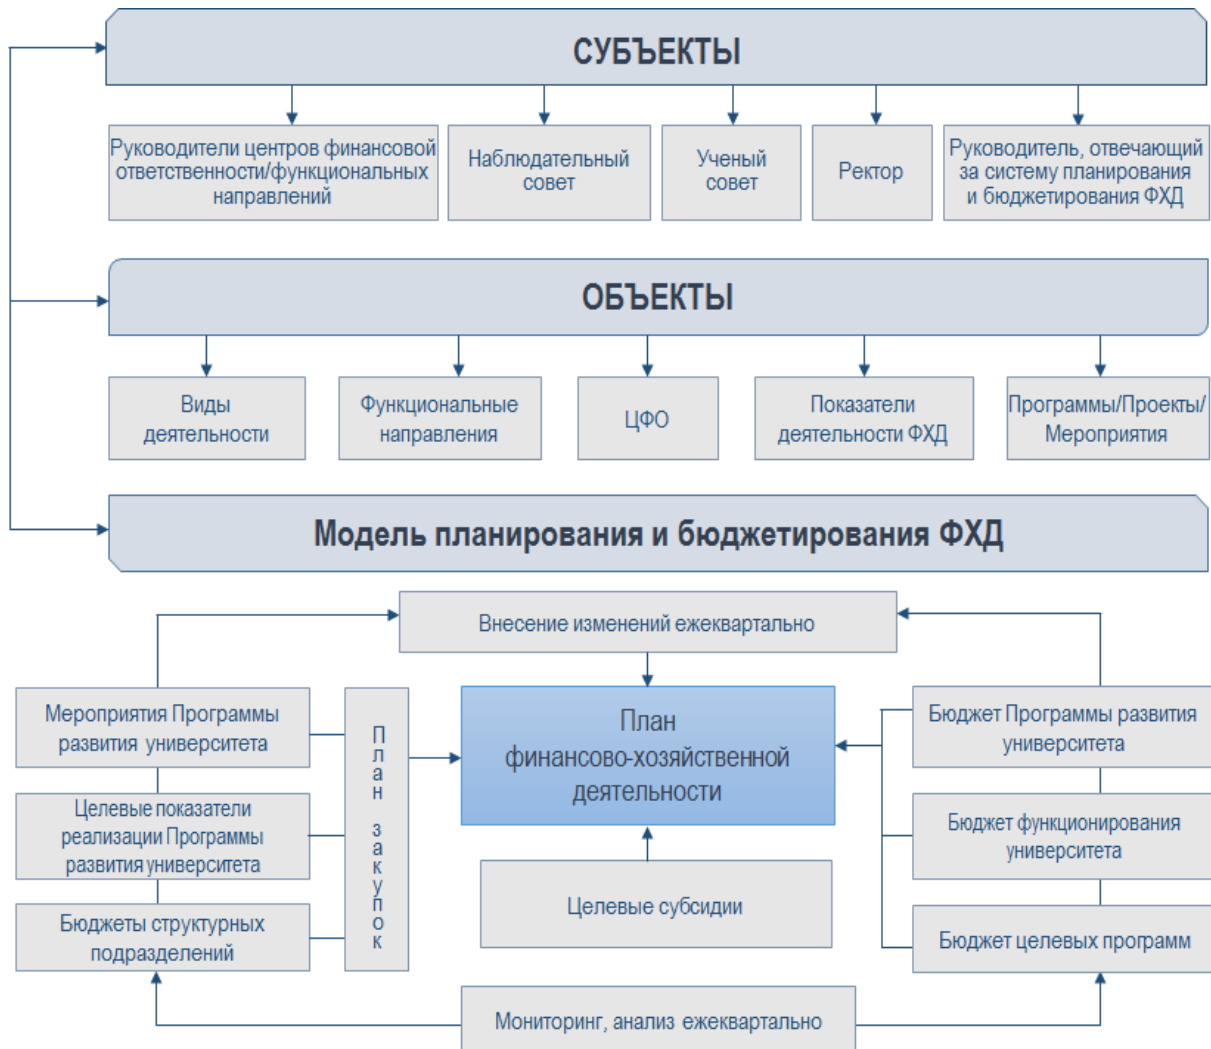 СУБЪЕКТЫ
Руководители центров финансовой
ответственности/функциональных
направлений
Наблюдательный
совет
Ученый
совет
Ректор
Руководитель, отвечающий
за систему планирования
и бюджетирования ФХД
ОБЪЕКТЫ
Виды
деятельности
Функциональные
направления
ЦФО
Показатели
деятельности ФХД
Программы/Проекты/
Мероприятия
Модель планирования и бюджетирования ФХД
Внесение изменений ежеквартально
Мероприятия Программы
развития университета
Целевые показатели
реализации Программы
развития университета
Бюджеты структурных
подразделений
План закупок
План
финансово-хозяйственной
деятельности
Целевые субсидии
Бюджет Программы развития
университета
Бюджет функционирования
университета
Бюджет целевых программ
Мониторинг, анализ ежеквартально